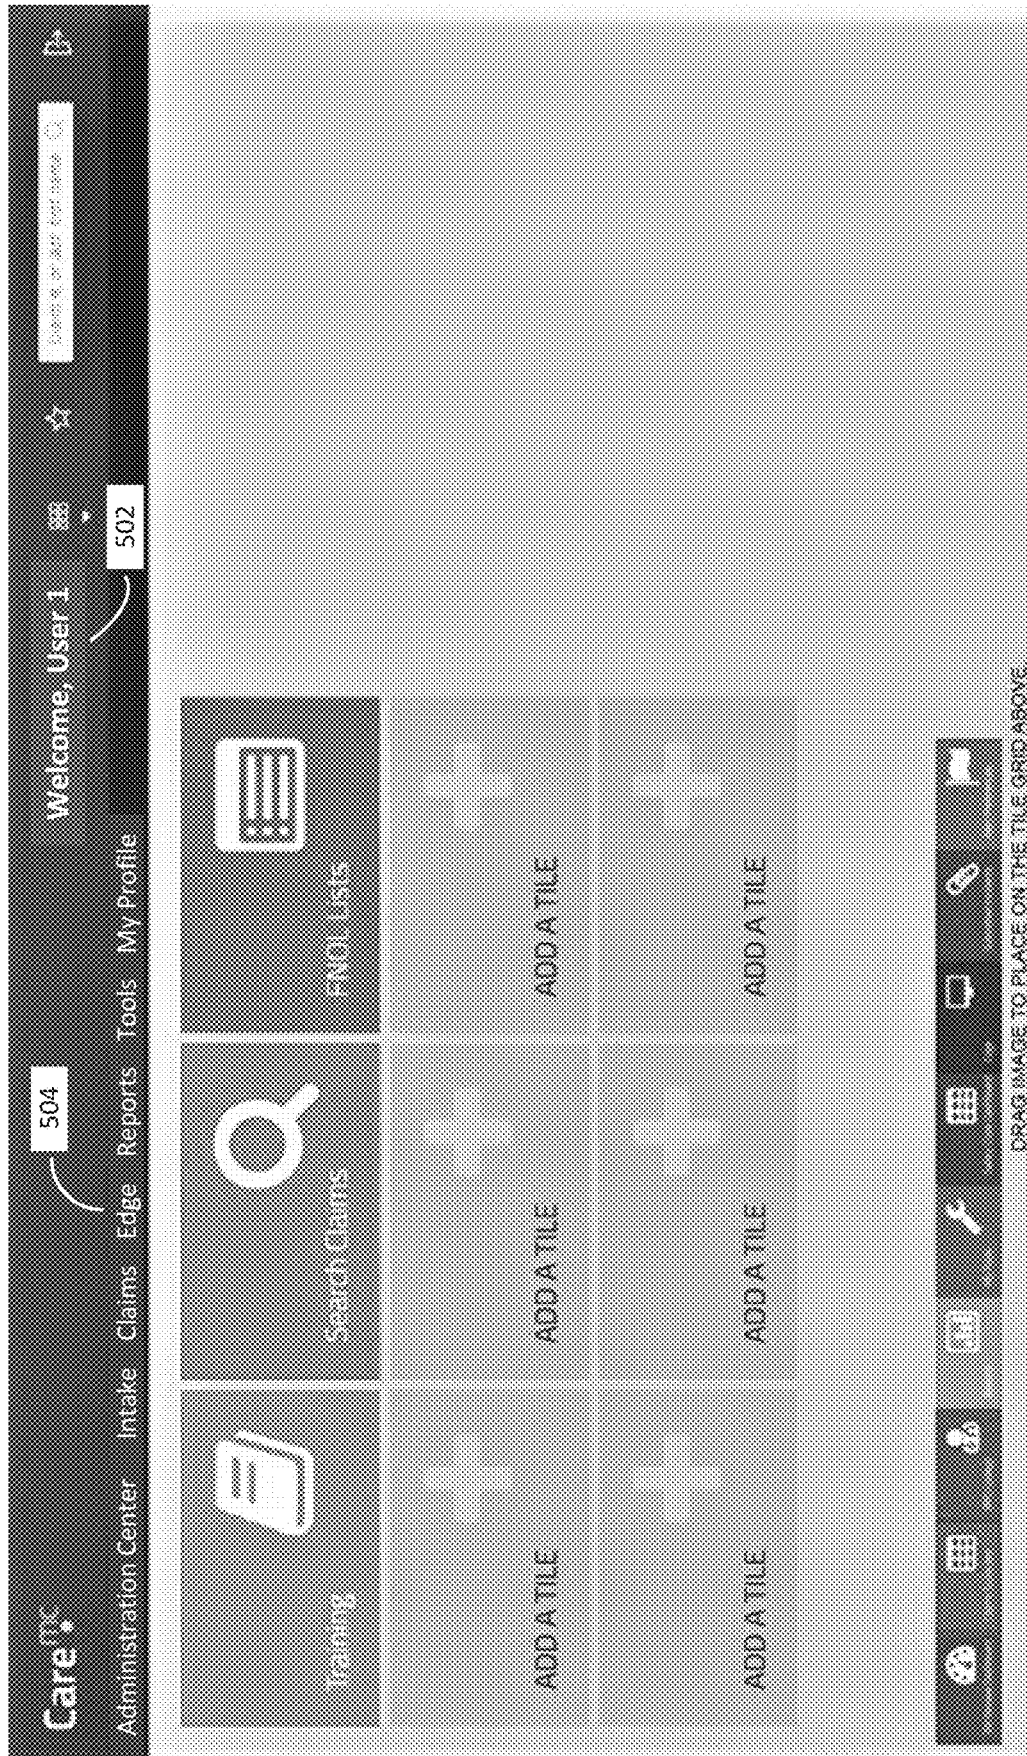 Care mc
Welcome, User 1
504
502
Administration Center Intake Claims Edge Reports Tools My Profile
Training
Search Claims
FNOL Lists
ADD A TILE
ADD A TILE
ADD A TILE
ADD A TILE
ADD A TILE
ADD A TILE
DRAG IMAGE TO PLACE ON THE TILE GRID ABOVE